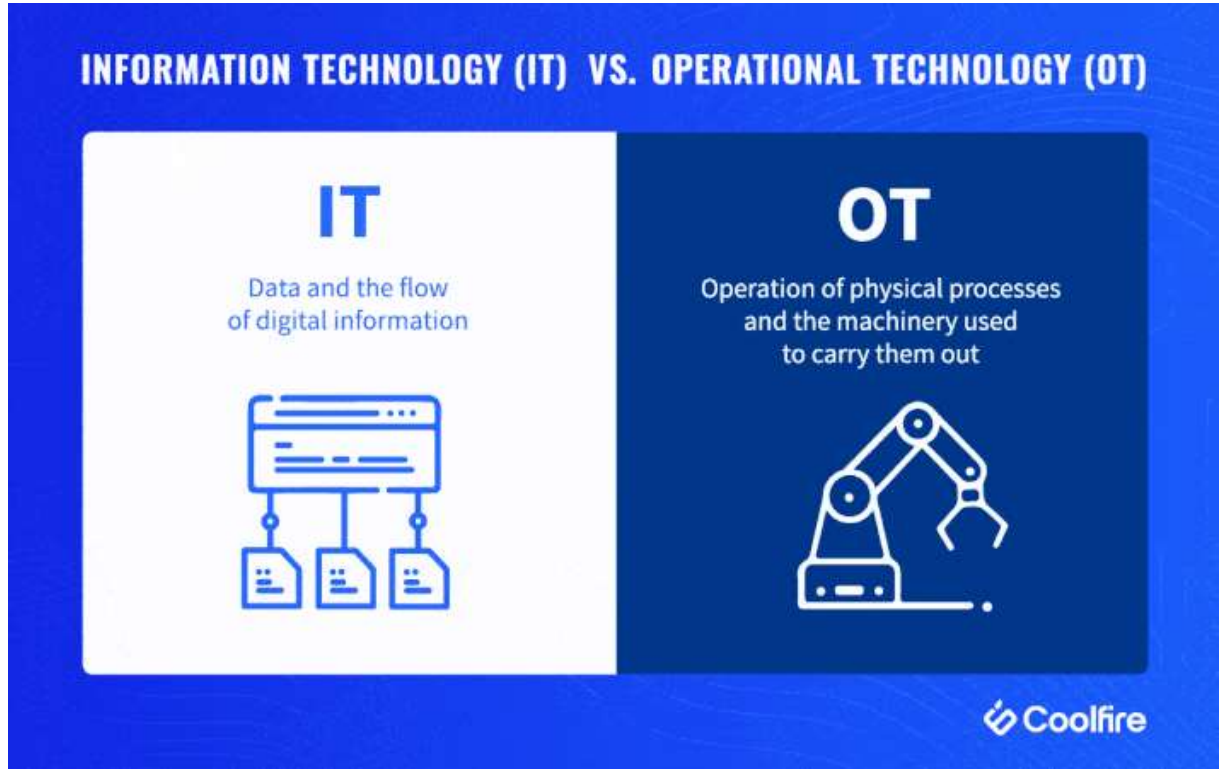 INFORMATION TECHNOLOGY (IT) VS. OPERATIONAL TECHNOLOGY (OT)
IT
Data and the flow
of digital information
OT
Operation of physical processes
and the machinery used
to carry them out
Coolfire